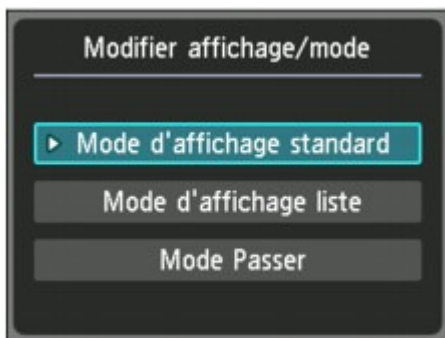 Modifier affichage/mode
Mode d'affichage standard
Mode d'affichage liste
Mode Passer